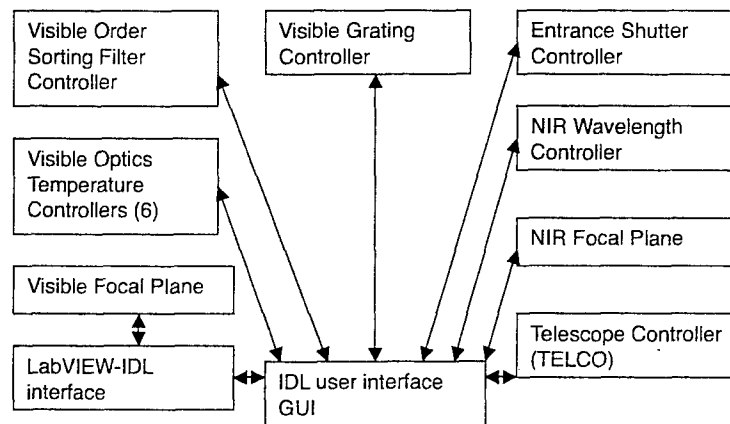 Visible Order
Sorting Filter
Controller
Visible Grating
Controller
Entrance Shutter
Controller
NIR Wavelength
Controller
Visible Optics
Temperature
Controllers (6)
NIR Focal Plane
Visible Focal Plane
Telescope Controller
(TELCO)
LabVIEW-IDL
interface
IDL user interface
GUI